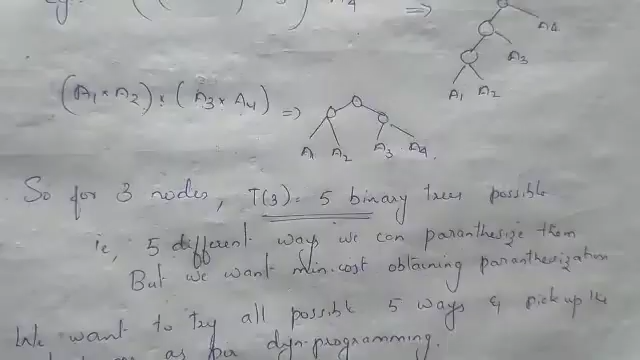 A4
A3
A1 A2
(A1 × A2) × (A3 × A4) =>
A1 A2 A3 A4
So for 3 nodes, T(3) = 5 binary trees possible
ie, 5 different ways we can paranthesize them
But we want min.cost obtaining paranthesization
We want to try all possible 5 ways & pick up the
as per dyn.programming.